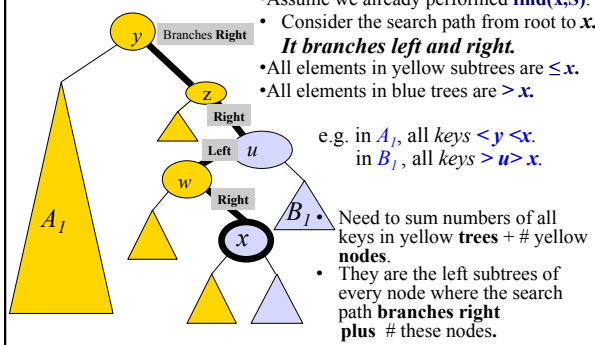 •Assume we already performed find(x,S).
• Consider the search path from root to x.
It branches left and right.
•All elements in yellow subtrees are ≤ x.
•All elements in blue trees are > x.
y
Branches Right
z
Right
u
Left
w
Right
x
A1
B1
e.g. in A1, all keys < y <x.
in B1 , all keys > u> x.
• Need to sum numbers of all
keys in yellow trees + # yellow
nodes.
• They are the left subtrees of
every node where the search
path branches right
plus # these nodes.